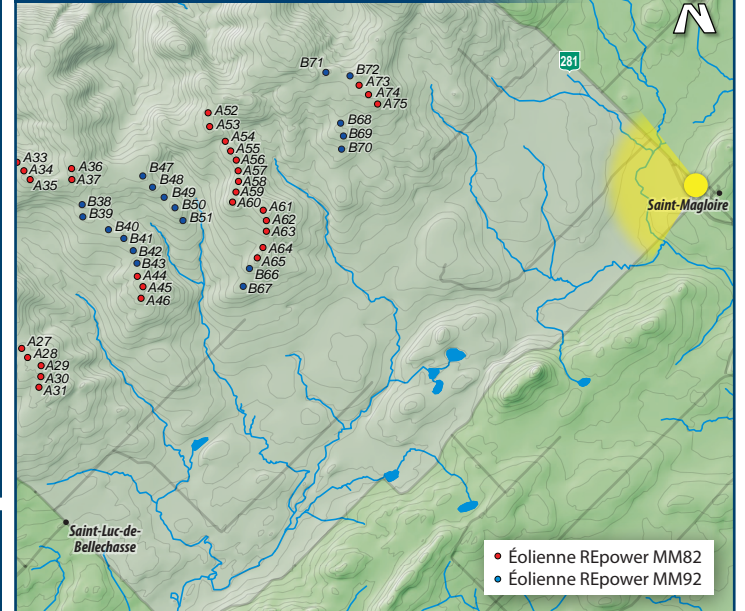 N
281
B71
B72
A73
A74
A75
A52
A53
B68
B69
B70
A54
A55
A56
A57
A58
A59
A60
A33
A34
A35
A36
A37
B47
B48
B49
B50
B51
B38
B39
B40
B41
B42
B43
A44
A45
A46
A61
A62
A63
A64
A65
B66
B67
Saint-Magloire
A27
A28
A29
A30
A31
Saint-Luc-de-
Bellechasse
Éolienne REpower MM82
Éolienne REpower MM92